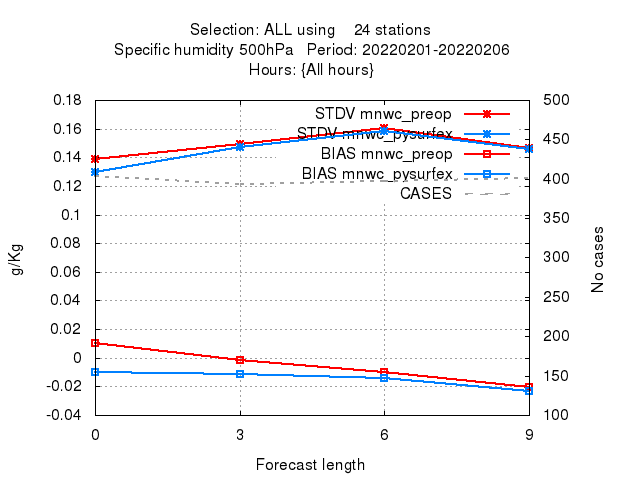 Selection: ALL using 24 stations
Specific humidity 500hPa Period: 20220201-20220206
Hours: {All hours}
0.18
0.16
0.14
0.12
0.1
0.08
0.06
0.04
0.02
0
-0.02
-0.04
g/Kg
STDV mnwc_preop
STDV mnwc_pysurfex
BIAS mnwc_preop
BIAS mnwc_pysurfex
CASES
500
450
400
350
300
250
200
150
100
No cases
0 3 6 9
Forecast length